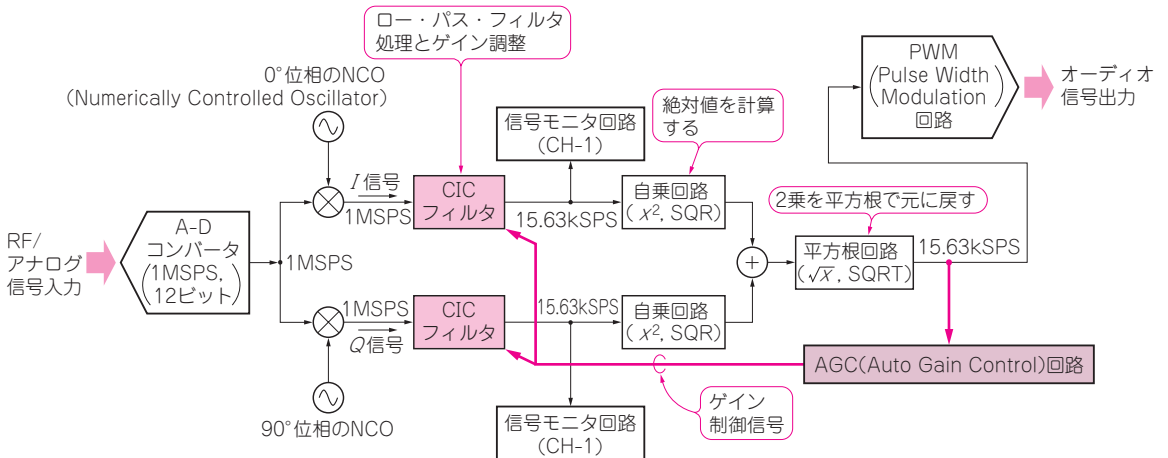 ロー・パス・フィルタ
処理とゲイン調整
0°位相のNCO
(Numerically Controlled Oscillator)
信号モニタ回路
(CH-1)
絶対値を計算
する
PWM
(Pulse Width
Modulation)
回路
オーディオ
信号出力
I信号
1MSPS
CIC
フィルタ
15.63kSPS
自乗回路
(x², SQR)
2乗を平方根で元に戻す
RF/
アナログ
信号入力
A-D
コンバータ
(1MSPS,
12ビット)
1MSPS
平方根回路
(√x, SQRT)
15.63kSPS
1MSPS
Q信号
CIC
フィルタ
15.63kSPS
自乗回路
(x², SQR)
AGC(Auto Gain Control)回路
90°位相のNCO
信号モニタ回路
(CH-1)
ゲイン
制御信号